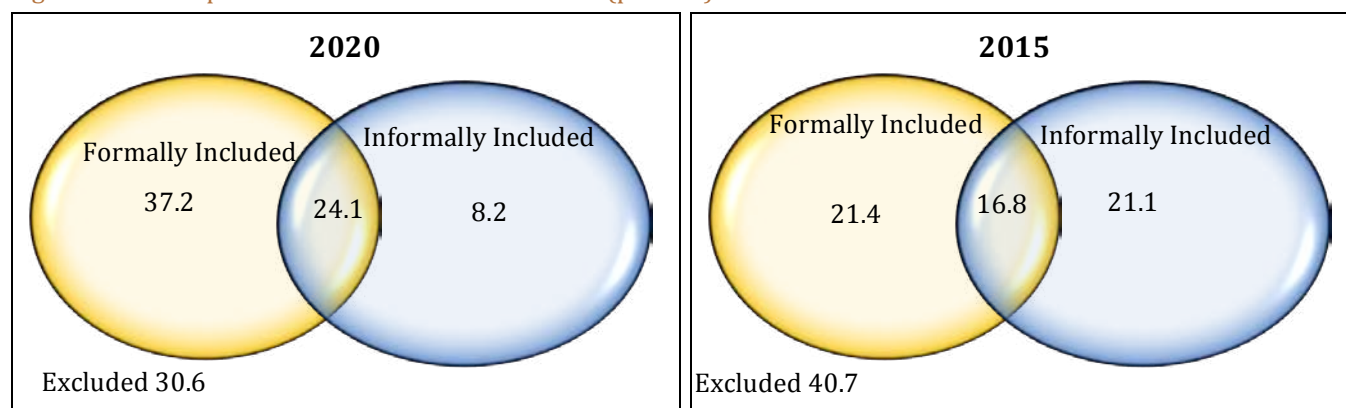 2020
Formally Included
Informally Included
37.2
24.1
8.2
Excluded 30.6
2015
Formally Included
Informally Included
21.4
16.8
21.1
Excluded 40.7